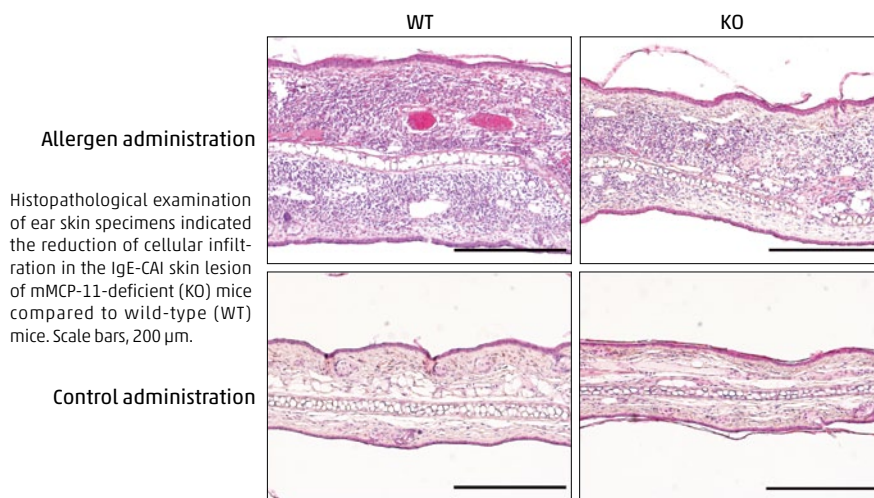 WT
KO
Allergen administration
Histopathological examination
of ear skin specimens indicated
the reduction of cellular infilt-
ration in the IgE-CAI skin lesion
of mMCP-11-deficient (KO) mice
compared to wild-type (WT)
mice. Scale bars, 200 µm.
Control administration